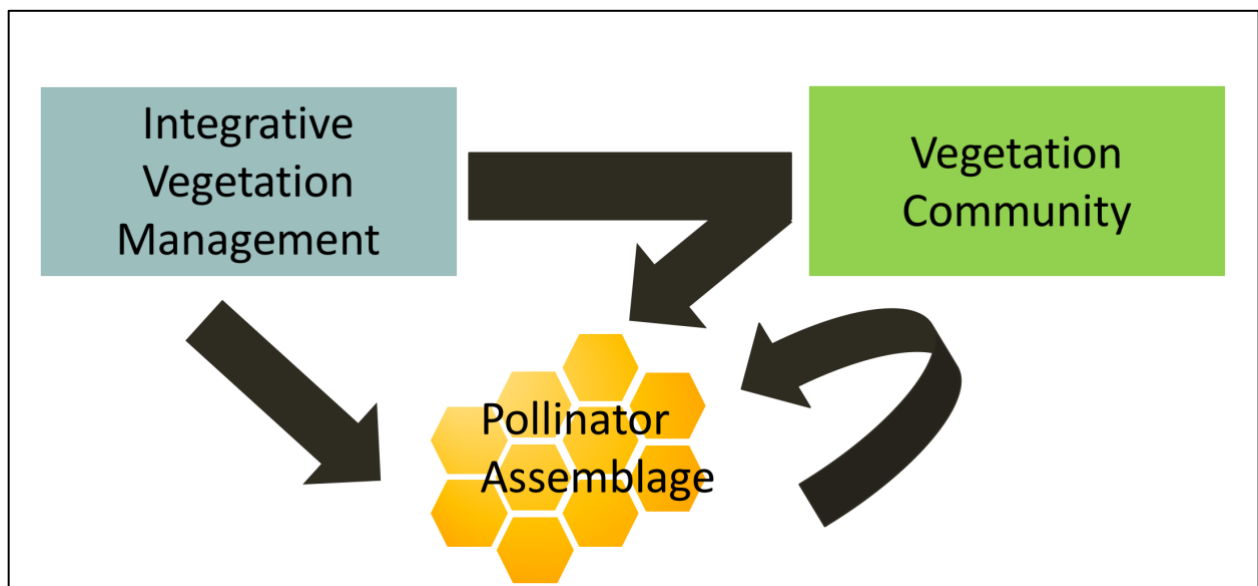 Integrative
Vegetation
Management
Vegetation
Community
Pollinator
Assemblage